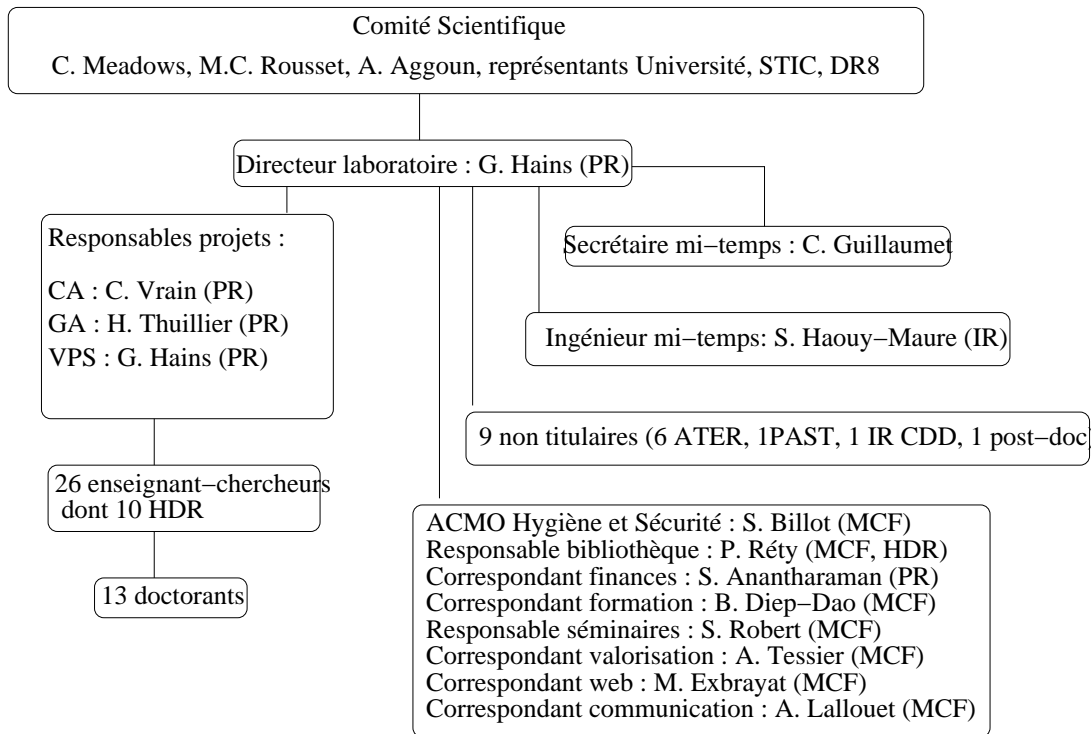 Comité Scientifique
C. Meadows, M.C. Rousset, A. Aggoun, représentants Université, STIC, DR8
Directeur laboratoire : G. Hains (PR)
Responsables projets :
CA : C. Vrain (PR)
GA : H. Thuillier (PR)
VPS : G. Hains (PR)
Secrétaire mi−temps : C. Guillaumet
Ingénieur mi−temps: S. Haouy−Maure (IR)
9 non titulaires (6 ATER, 1PAST, 1 IR CDD, 1 post−doc)
26 enseignant−chercheurs
dont 10 HDR
13 doctorants
ACMO Hygiène et Sécurité : S. Billot (MCF)
Responsable bibliothèque : P. Réty (MCF, HDR)
Correspondant finances : S. Anantharaman (PR)
Correspondant formation : B. Diep−Dao (MCF)
Responsable séminaires : S. Robert (MCF)
Correspondant valorisation : A. Tessier (MCF)
Correspondant web : M. Exbrayat (MCF)
Correspondant communication : A. Lallouet (MCF)